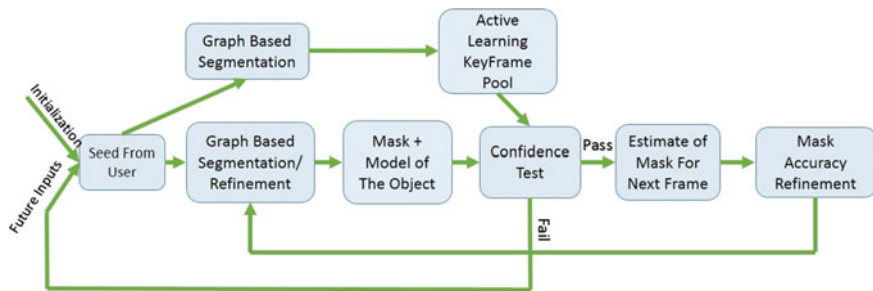 Graph Based
Segmentation
Active
Learning
KeyFrame
Pool
Initialization
Seed From
User
Graph Based
Segmentation/
Refinement
Mask +
Model of
The Object
Confidence
Test
Pass
Estimate of
Mask For
Next Frame
Mask
Accuracy
Refinement
Future Inputs
Fail